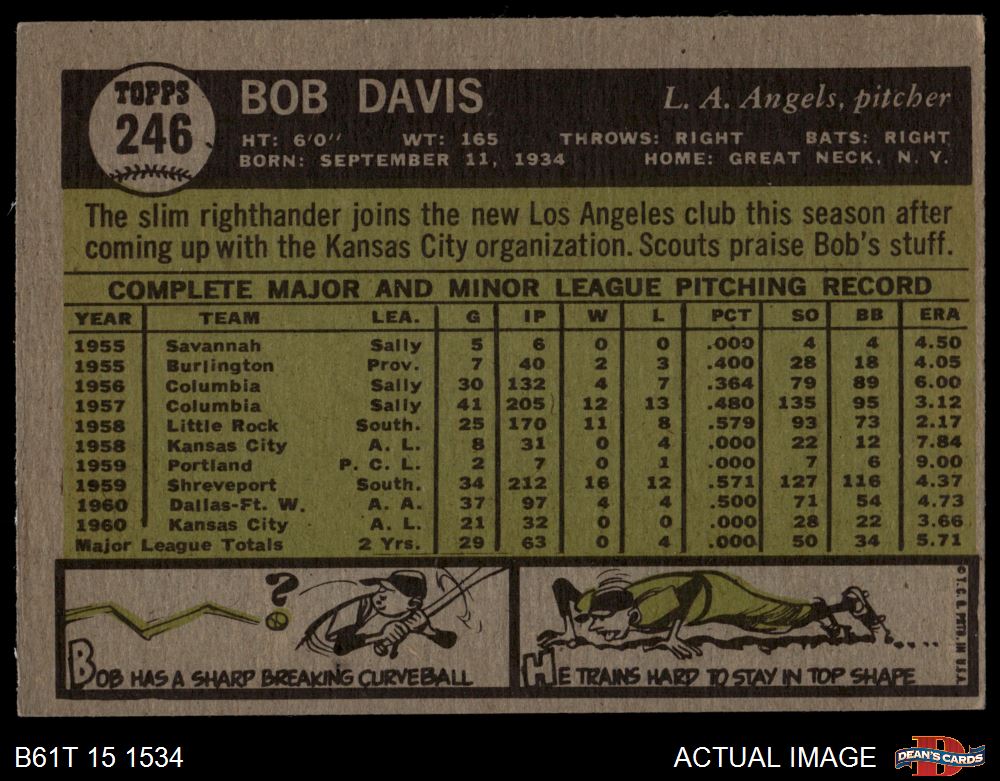 TOPPS
246
BOB DAVIS
L. A. Angels, pitcher
HT: 6'0" WT: 165 THROWS: RIGHT BATS: RIGHT
BORN: SEPTEMBER 11, 1934 HOME: GREAT NECK, N. Y.
The slim righthander joins the new Los Angeles club this season after
coming up with the Kansas City organization. Scouts praise Bob's stuff.
COMPLETE MAJOR AND MINOR LEAGUE PITCHING RECORD
YEAR TEAM LEA. G IP W L PCT SO BB ERA
1955 Savannah Sally 5 6 0 0 .000 4 4 4.50
1955 Burlington Prov. 7 40 2 3 .400 28 18 4.05
1956 Columbia Sally 30 132 4 7 .364 79 89 6.00
1957 Columbia Sally 41 205 12 13 .480 135 95 3.12
1958 Little Rock South. 25 170 11 8 .579 93 73 2.17
1958 Kansas City A. L. 8 31 0 4 .000 22 12 7.84
1959 Portland P. C. L. 2 7 0 1 .000 7 6 9.00
1959 Shreveport South. 34 212 16 12 .571 127 116 4.37
1960 Dallas-Ft. W. A. A. 37 97 4 4 .500 71 54 4.73
1960 Kansas City A. L. 21 32 0 0 .000 28 22 3.66
Major League Totals 2 Yrs. 29 63 0 4 .000 50 34 5.71
?
BOB HAS A SHARP BREAKING CURVEBALL
HE TRAINS HARD TO STAY IN TOP SHAPE
© T. C. G. PRTD. IN U.S.A.
B61T 15 1534
ACTUAL IMAGE
D
DEAN'S CARDS